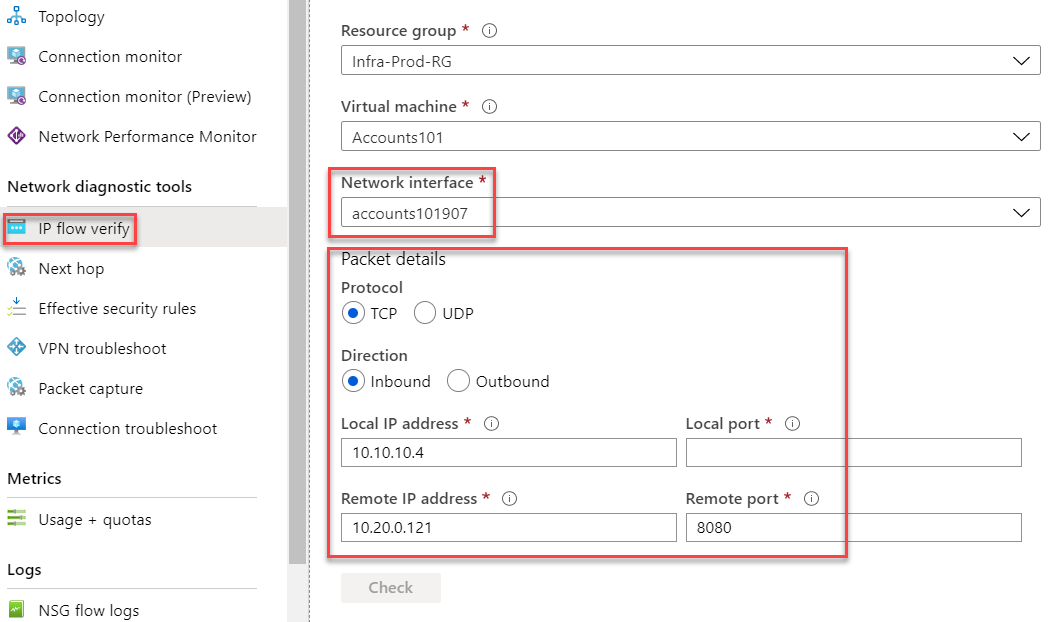 Topology
Connection monitor
Connection monitor (Preview)
Network Performance Monitor
Network diagnostic tools
IP flow verify
Next hop
Effective security rules
VPN troubleshoot
Packet capture
Connection troubleshoot
Metrics
Usage + quotas
Logs
NSG flow logs
Resource group *
Infra-Prod-RG
Virtual machine *
Accounts101
Network interface *
accounts101907
Packet details
Protocol
TCP UDP
Direction
Inbound Outbound
Local IP address * Local port *
10.10.10.4
Remote IP address * Remote port *
10.20.0.121 8080
Check